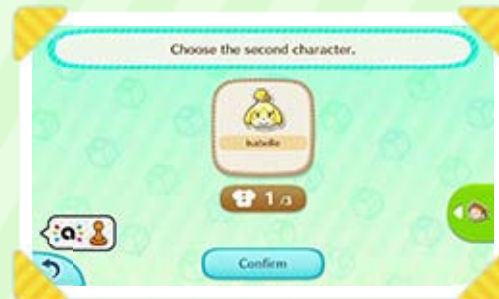 Choose the second character.
Isabelle
1/3
a
Confirm